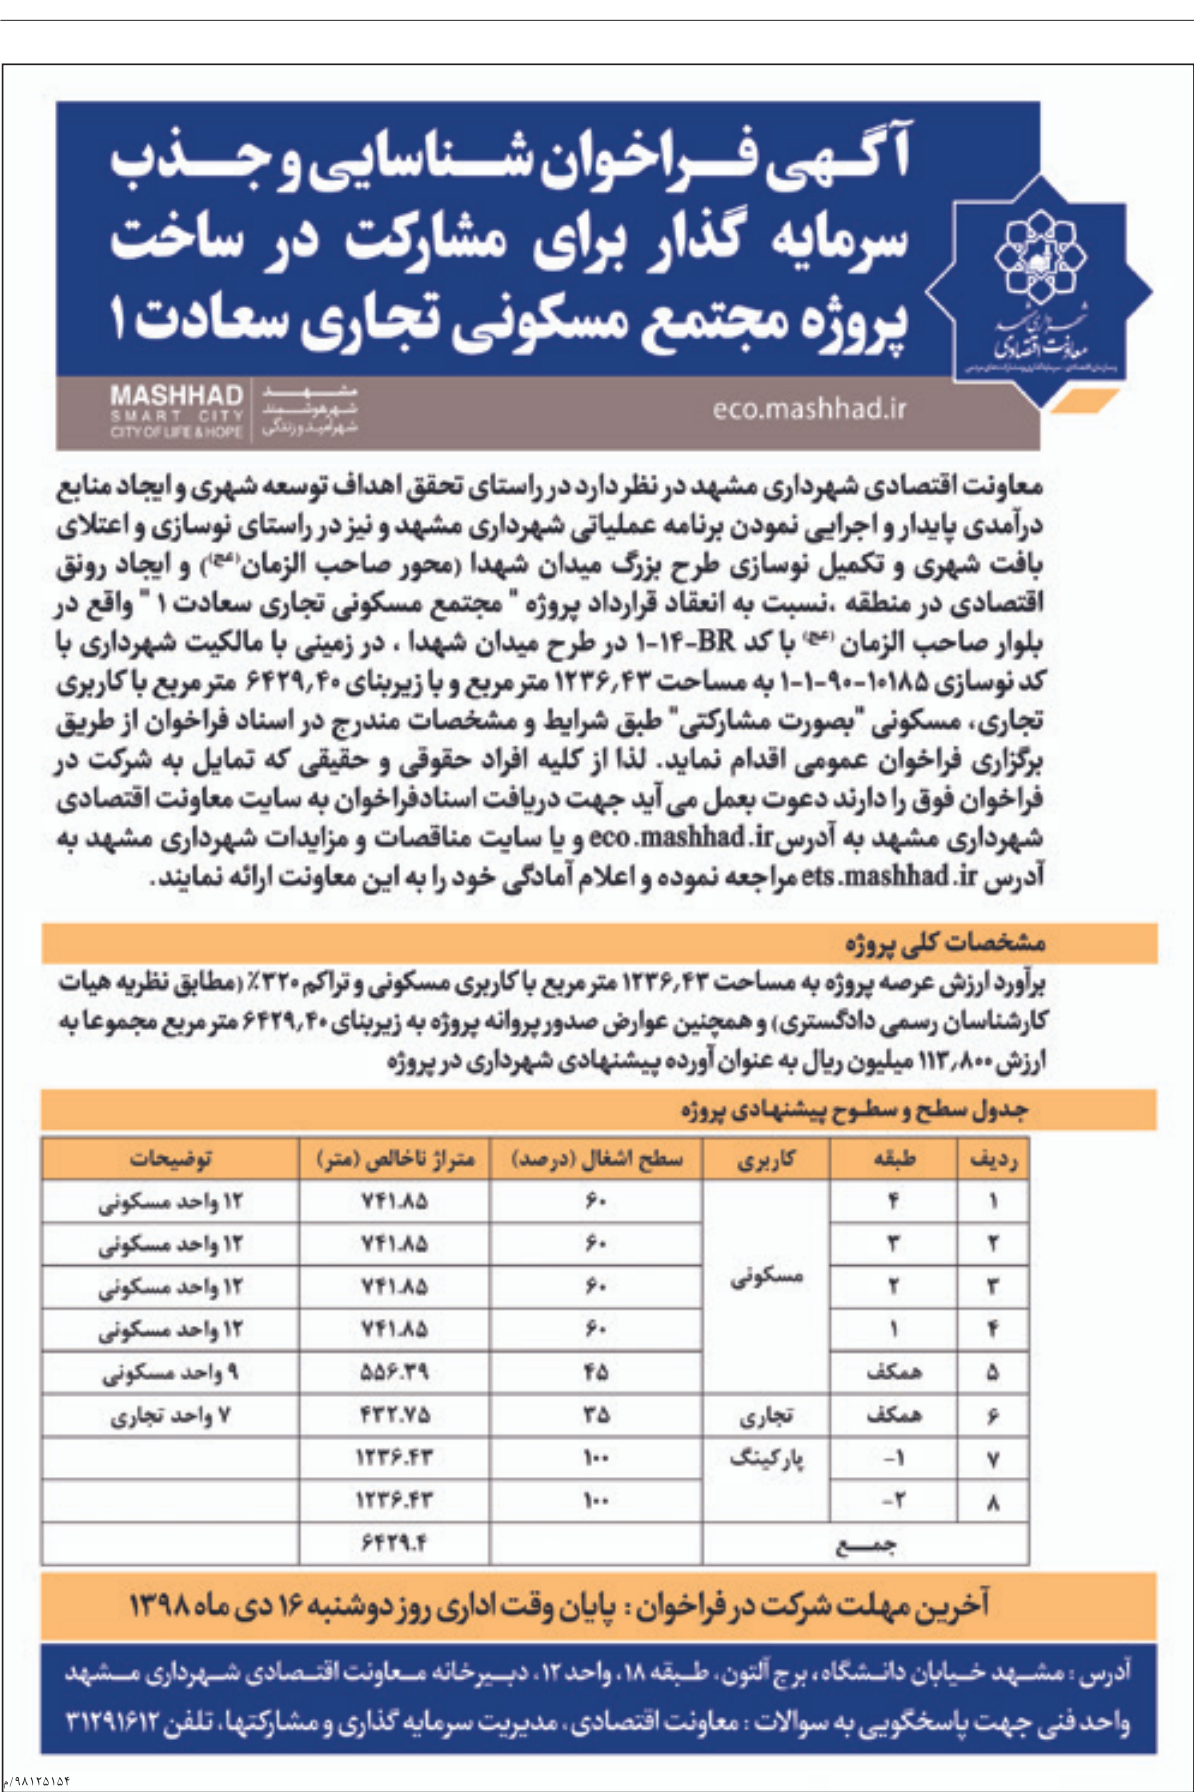 آگهی فراخوان شناسایی و جذب
سرمایه گذار برای مشارکت در ساخت
پروژه مجتمع مسکونی تجاری سعادت ۱
شهرداری مشهد
معاونت اقتصادی
MASHHAD
SMART CITY
CITY OF LIFE & HOPE
مشهد
شهر هوشمند
شهر امید و زندگی
eco.mashhad.ir
معاونت اقتصادی شهرداری مشهد در نظر دارد در راستای تحقق اهداف توسعه شهری و ایجاد منابع
درآمدی پایدار و اجرایی نمودن برنامه عملیاتی شهرداری مشهد و نیز در راستای نوسازی و اعتلای
بافت شهری و تکمیل نوسازی طرح بزرگ میدان شهدا (محور صاحب الزمان(عج)) و ایجاد رونق
اقتصادی در منطقه ،نسبت به انعقاد قرارداد پروژه " مجتمع مسکونی تجاری سعادت ۱ " واقع در
بلوار صاحب الزمان (عج) با کد BR-۱-۱۴ در طرح میدان شهدا ، در زمینی با مالکیت شهرداری با
کد نوسازی ۱۰۱۸۵-۹۰-۱-۱ به مساحت ۱۲۳۶٫۴۳ متر مربع و با زیربنای ۶۴۲۹٫۴۰ متر مربع با کاربری
تجاری، مسکونی "بصورت مشارکتی" طبق شرایط و مشخصات مندرج در اسناد فراخوان از طریق
برگزاری فراخوان عمومی اقدام نماید. لذا از کلیه افراد حقوقی و حقیقی که تمایل به شرکت در
فراخوان فوق را دارند دعوت بعمل می آید جهت دریافت اسنادفراخوان به سایت معاونت اقتصادی
شهرداری مشهد به آدرس eco.mashhad.ir و یا سایت مناقصات و مزایدات شهرداری مشهد به
آدرس ets.mashhad.ir مراجعه نموده و اعلام آمادگی خود را به این معاونت ارائه نمایند.
مشخصات کلی پروژه
برآورد ارزش عرصه پروژه به مساحت ۱۲۳۶٫۴۳ متر مربع با کاربری مسکونی و تراکم ۳۲۰٪ (مطابق نظریه هیات
کارشناسان رسمی دادگستری) و همچنین عوارض صدور پروانه پروژه به زیربنای ۶۴۲۹٫۴۰ متر مربع مجموعا به
ارزش ۱۱۳٫۸۰۰ میلیون ریال به عنوان آورده پیشنهادی شهرداری در پروژه
جدول سطح و سطوح پیشنهادی پروژه
ردیف طبقه کاربری سطح اشغال (درصد) متراژ ناخالص (متر) توضیحات
۱ ۴ ۶۰ ۷۴۱.۸۵ ۱۲ واحد مسکونی
۲ ۳ ۶۰ ۷۴۱.۸۵ ۱۲ واحد مسکونی
۳ ۲ مسکونی ۶۰ ۷۴۱.۸۵ ۱۲ واحد مسکونی
۴ ۱ ۶۰ ۷۴۱.۸۵ ۱۲ واحد مسکونی
۵ همکف ۴۵ ۵۵۶.۳۹ ۹ واحد مسکونی
۶ همکف تجاری ۳۵ ۴۳۲.۷۵ ۷ واحد تجاری
۷ -۱ پارکینگ ۱۰۰ ۱۲۳۶.۴۳
۸ -۲ ۱۰۰ ۱۲۳۶.۴۳
جمع ۶۴۲۹.۴
آخرین مهلت شرکت در فراخوان : پایان وقت اداری روز دوشنبه ۱۶ دی ماه ۱۳۹۸
آدرس : مشهد خیابان دانشگاه، برج آلتون، طبقه ۱۸، واحد ۱۲، دبیرخانه معاونت اقتصادی شهرداری مشهد
واحد فنی جهت پاسخگویی به سوالات : معاونت اقتصادی، مدیریت سرمایه گذاری و مشارکتها، تلفن ۳۱۲۹۱۶۱۲
۹۸۱۲۵۱۵۴/م